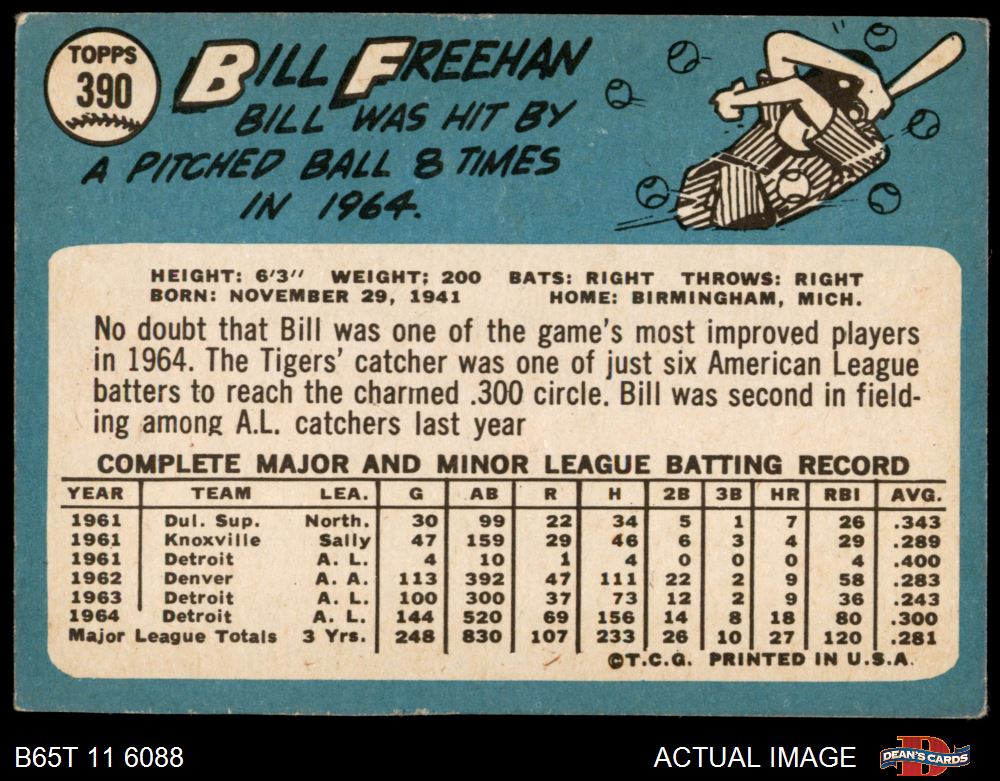 TOPPS
390
BILL FREEHAN
BILL WAS HIT BY
A PITCHED BALL 8 TIMES
IN 1964.
HEIGHT: 6'3" WEIGHT: 200 BATS: RIGHT THROWS: RIGHT
BORN: NOVEMBER 29, 1941 HOME: BIRMINGHAM, MICH.
No doubt that Bill was one of the game's most improved players
in 1964. The Tigers' catcher was one of just six American League
batters to reach the charmed .300 circle. Bill was second in field-
ing among A.L. catchers last year
COMPLETE MAJOR AND MINOR LEAGUE BATTING RECORD
YEAR TEAM LEA. G AB R H 2B 3B HR RBI AVG.
1961 Dul. Sup. North. 30 99 22 34 5 1 7 26 .343
1961 Knoxville Sally 47 159 29 46 6 3 4 29 .289
1961 Detroit A. L. 4 10 1 4 0 0 0 4 .400
1962 Denver A. A. 113 392 47 111 22 2 9 58 .283
1963 Detroit A. L. 100 300 37 73 12 2 9 36 .243
1964 Detroit A. L. 144 520 69 156 14 8 18 80 .300
Major League Totals 3 Yrs. 248 830 107 233 26 10 27 120 .281
©T.C.G. PRINTED IN U.S.A.
B65T 11 6088
ACTUAL IMAGE
D
DEAN'S CARDS